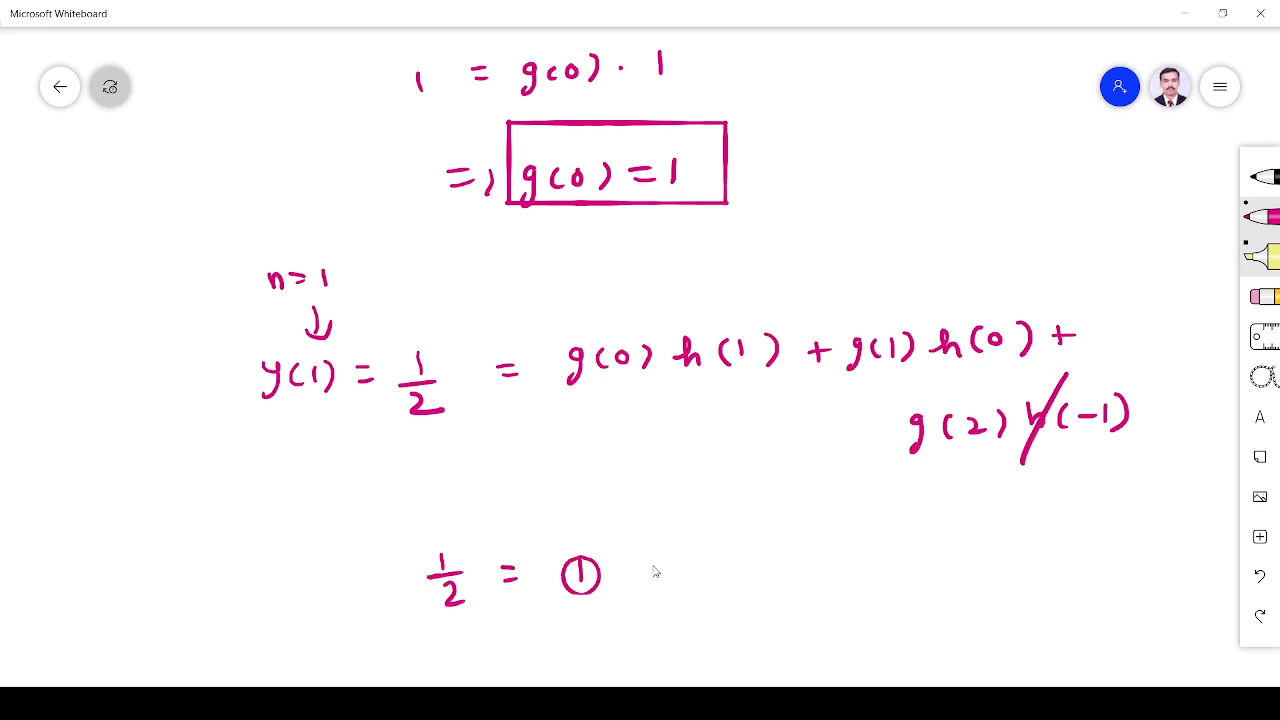 Microsoft Whiteboard
1 = g(0) . 1
=> g(0) = 1
n = 1
↓
y(1) = 1/2 = g(0) h(1) + g(1) h(0) +
g(2) h(-1)
1/2 = 1
A